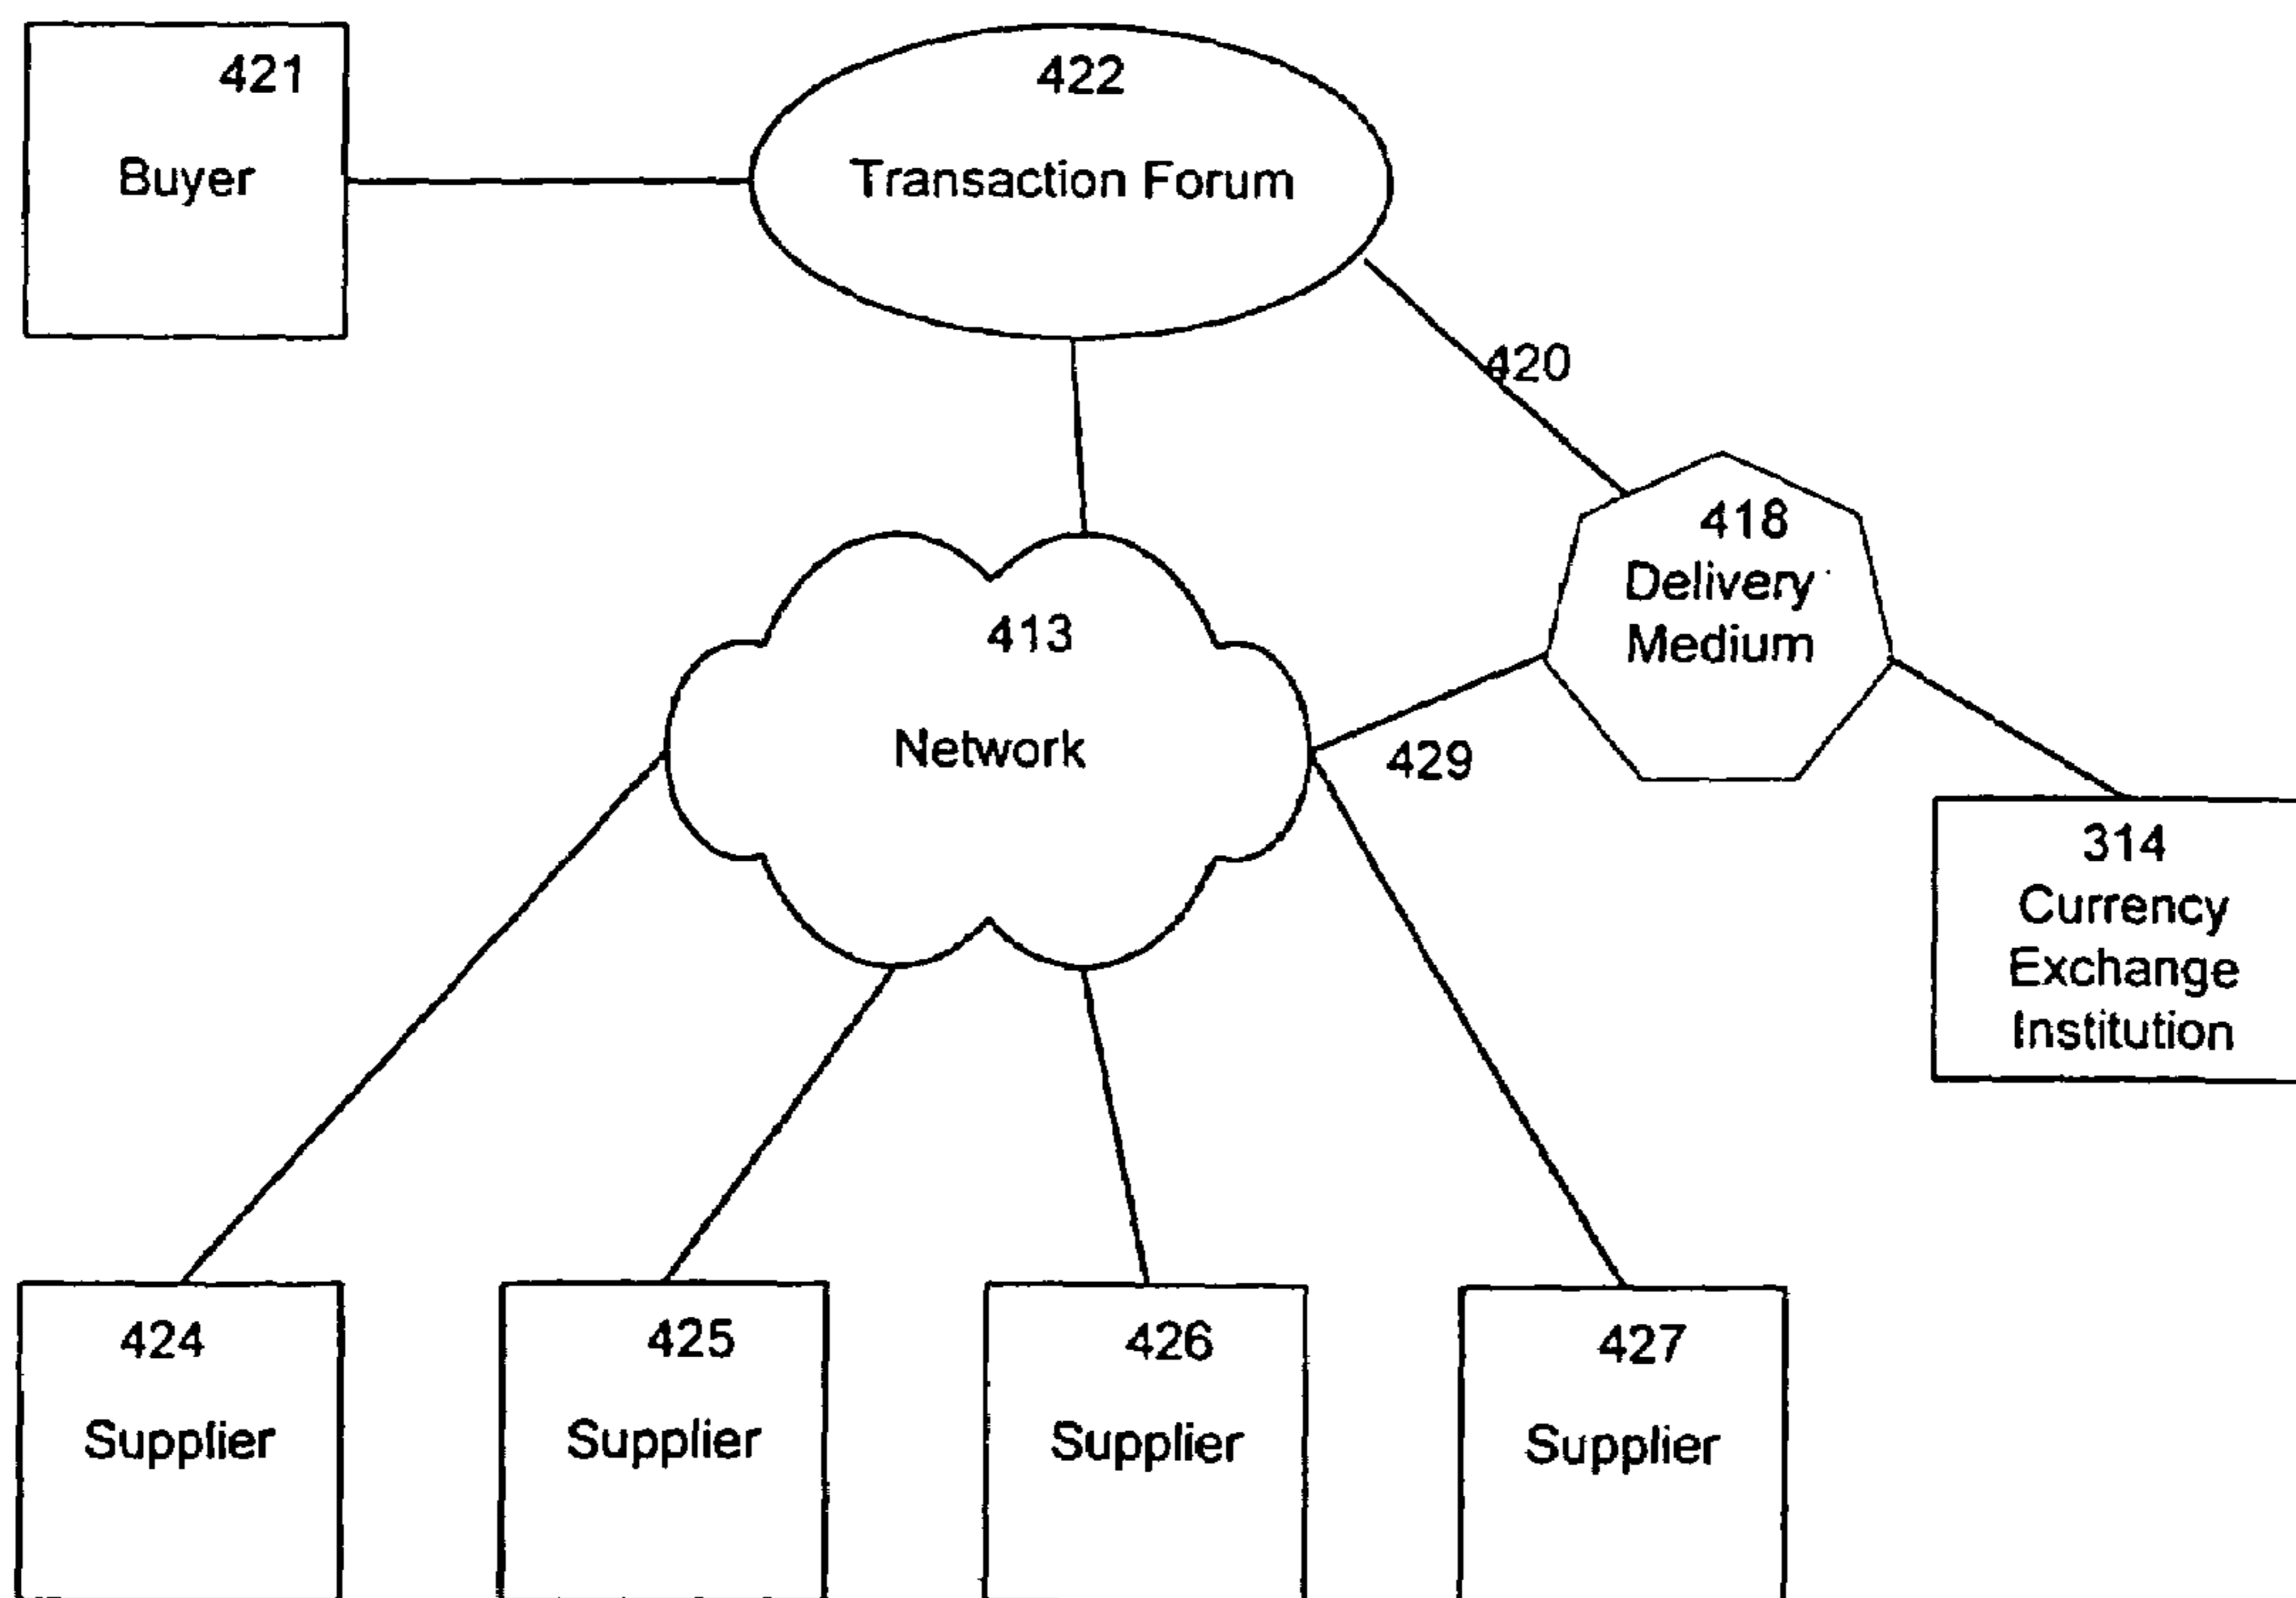 421
Buyer
422
Transaction Forum
420
418
Delivery
Medium
413
Network
429
314
Currency
Exchange
Institution
424
Supplier
425
Supplier
426
Supplier
427
Supplier